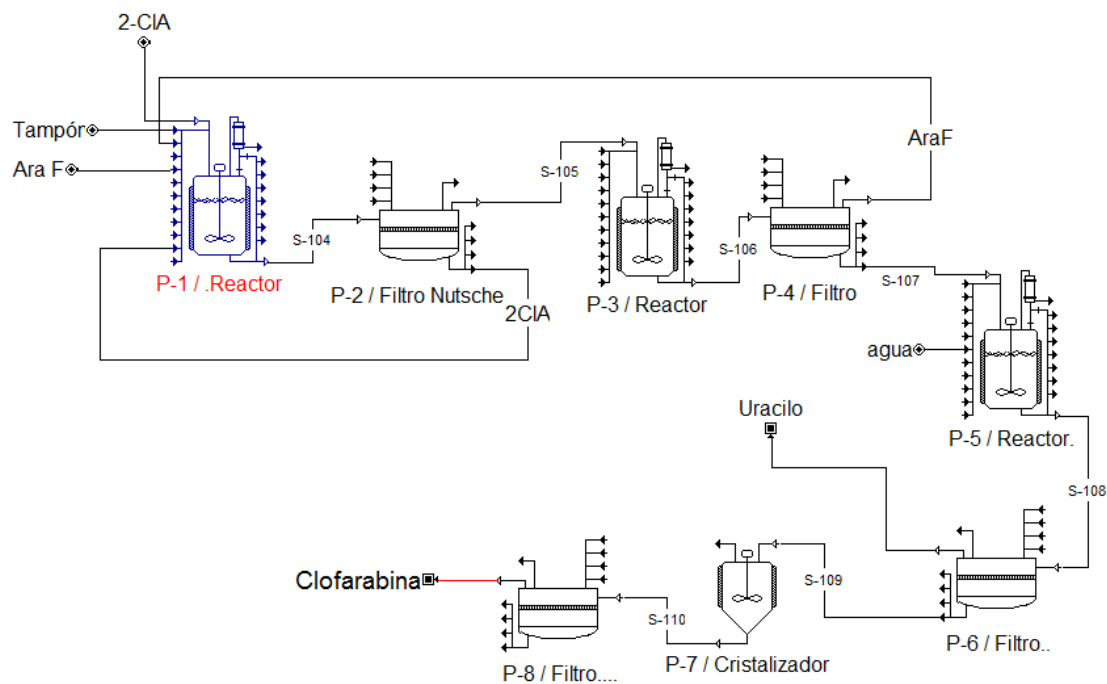 2-ClA
Tampón
Ara F
P-1 / .Reactor
S-104
P-2 / Filtro Nutsche
2ClA
S-105
P-3 / Reactor
S-106
P-4 / Filtro
AraF
S-107
agua
P-5 / Reactor.
S-108
Uracilo
P-6 / Filtro..
S-109
P-7 / Cristalizador
S-110
Clofarabina
P-8 / Filtro....